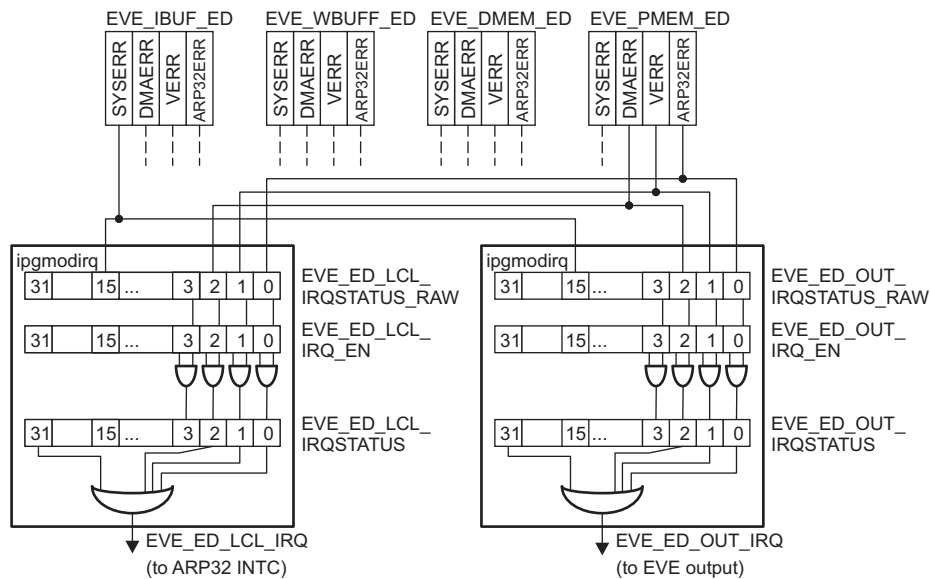 EVE_IBUF_ED EVE_WBUFF_ED EVE_DMEM_ED EVE_PMEM_ED
SYSERR DMAERR VERR ARP32ERR SYSERR DMAERR VERR ARP32ERR SYSERR DMAERR VERR ARP32ERR SYSERR DMAERR VERR ARP32ERR
ipgmodirq
31 15 ... 3 2 1 0
EVE_ED_LCL_
IRQSTATUS_RAW
31 15 ... 3 2 1 0
EVE_ED_LCL_
IRQ_EN
31 15 ... 3 2 1 0
EVE_ED_LCL_
IRQSTATUS
EVE_ED_LCL_IRQ
(to ARP32 INTC)
ipgmodirq
31 15 ... 3 2 1 0
EVE_ED_OUT_
IRQSTATUS_RAW
31 15 ... 3 2 1 0
EVE_ED_OUT_
IRQ_EN
31 15 ... 3 2 1 0
EVE_ED_OUT_
IRQSTATUS
EVE_ED_OUT_IRQ
(to EVE output)